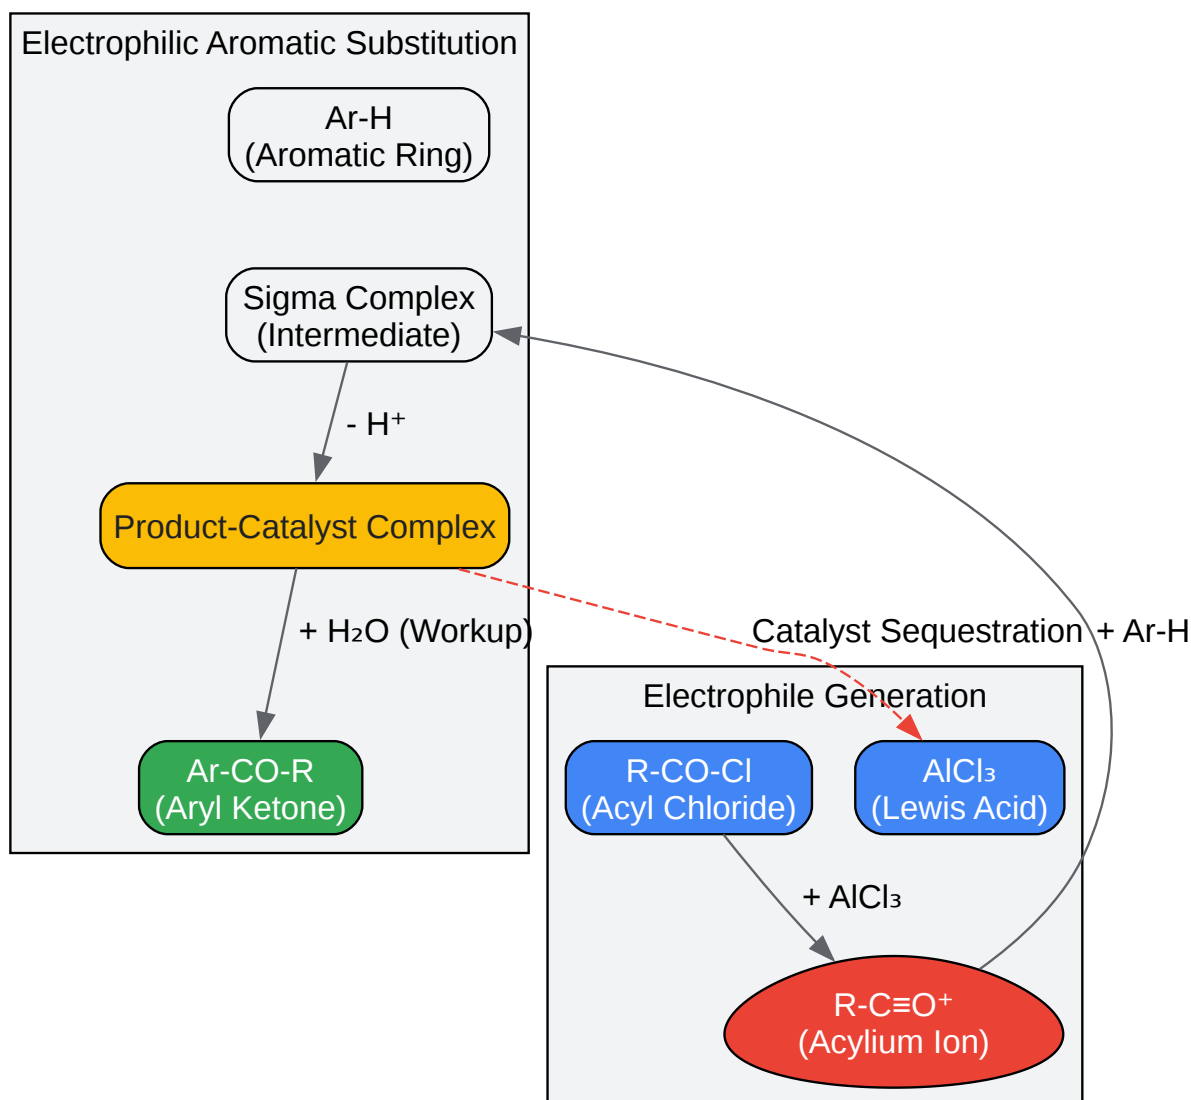 Electrophilic Aromatic Substitution
Ar-H
(Aromatic Ring)
Sigma Complex
(Intermediate)
- H⁺
Product-Catalyst Complex
+ H₂O (Workup)
Catalyst Sequestration
+ Ar-H
Electrophile Generation
Ar-CO-R
(Aryl Ketone)
R-CO-Cl
(Acyl Chloride)
AlCl₃
(Lewis Acid)
+ AlCl₃
R-C≡O⁺
(Acylium Ion)